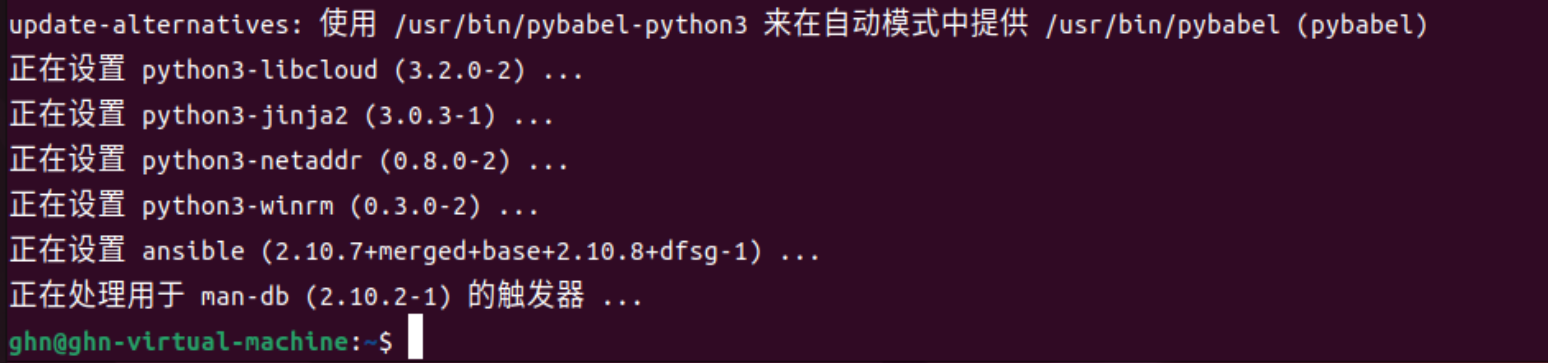 update-alternatives: 使用 /usr/bin/pybabel-python3 来在自动模式中提供 /usr/bin/pybabel (pybabel)
正在设置 python3-libcloud (3.2.0-2) ...
正在设置 python3-jinja2 (3.0.3-1) ...
正在设置 python3-netaddr (0.8.0-2) ...
正在设置 python3-winrm (0.3.0-2) ...
正在设置 ansible (2.10.7+merged+base+2.10.8+dfsg-1) ...
正在处理用于 man-db (2.10.2-1) 的触发器 ...
ghn@ghn-virtual-machine:~$